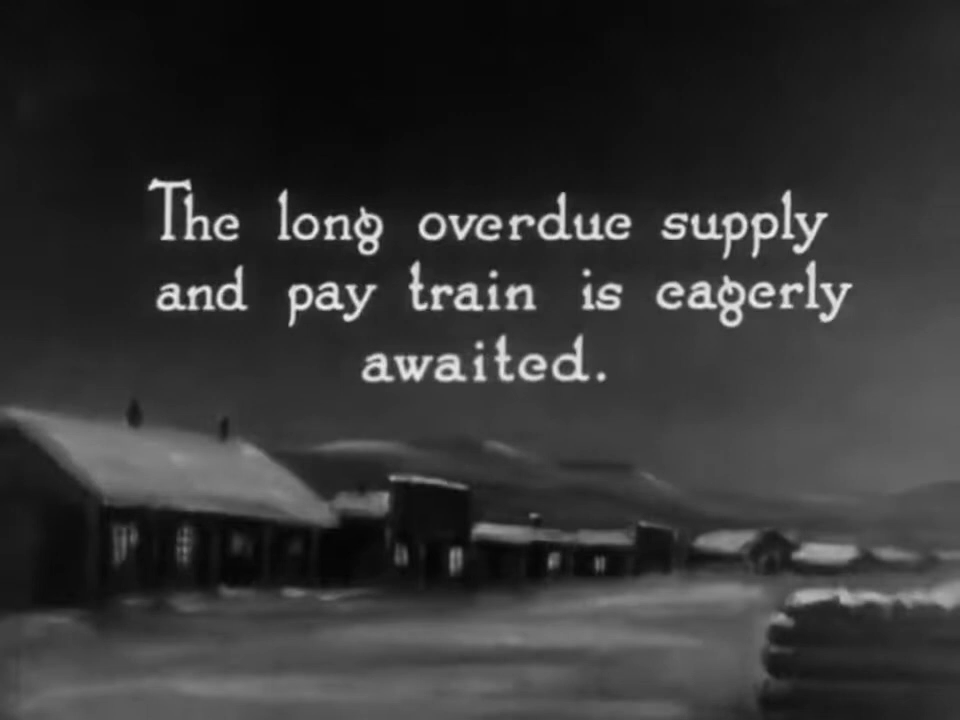 The long overdue supply
and pay train is eagerly
awaited.